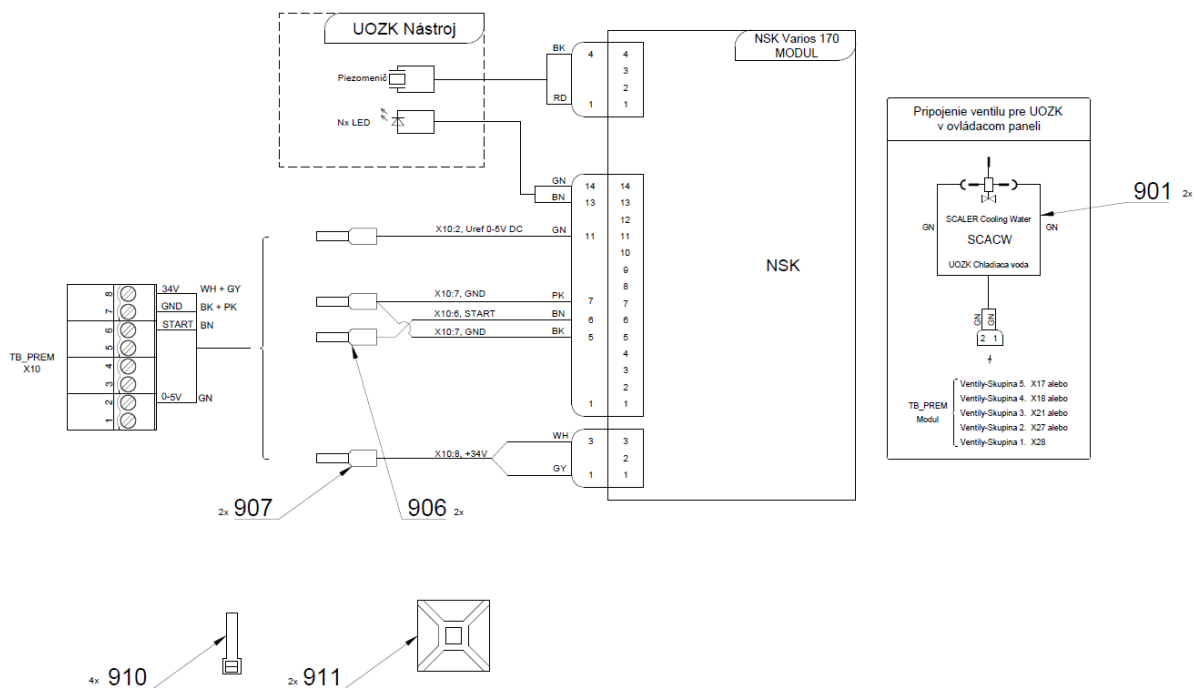 UOZK Nástroj
Piezomenič
Nx LED
NSK Varios 170
MODUL
BK
RD
4
1
4
3
2
1
NSK
GN
BN
GN
PK
BN
BK
14
13
11
7
6
5
1
14
13
12
11
10
9
8
7
6
5
4
3
2
1
X10:2, Uref 0-5V DC
X10:7, GND
X10:6, START
X10:7, GND
X10:8, +34V
WH
GY
3
1
3
2
1
TB_PREM
X10
8
7
6
5
4
3
2
1
34V
GND
START
0-5V
WH + GY
BK + PK
BN
GN
2x 907
906 2x
Pripojenie ventilu pre UOZK
v ovládacom paneli
SCALER Cooling Water
GN
SCACW
GN
UOZK Chladiaca voda
901 2x
GN
GN
2 1
TB_PREM
Modul
Ventily-Skupina 5. X17 alebo
Ventily-Skupina 4. X18 alebo
Ventily-Skupina 3. X21 alebo
Ventily-Skupina 2. X27 alebo
Ventily-Skupina 1. X28
4x 910
2x 911